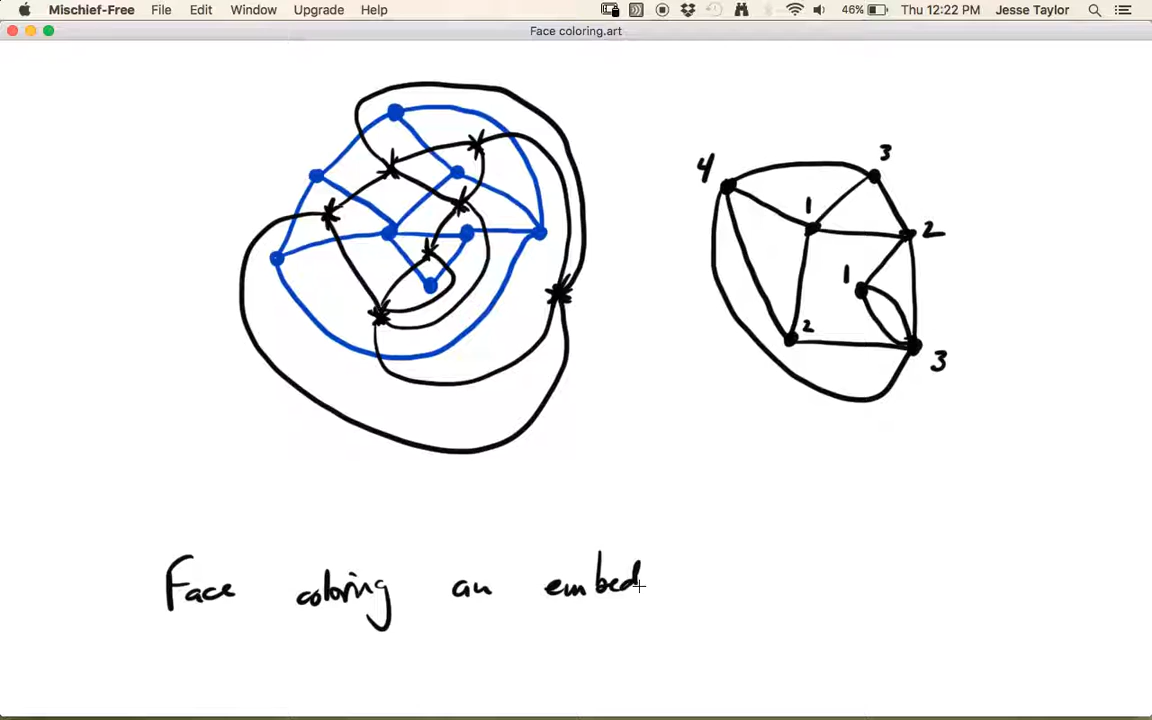 Mischief-Free File Edit Window Upgrade Help 46% Thu 12:22 PM Jesse Taylor
Face coloring.art
3
4
1
2
1
2
3
Face coloring an embed